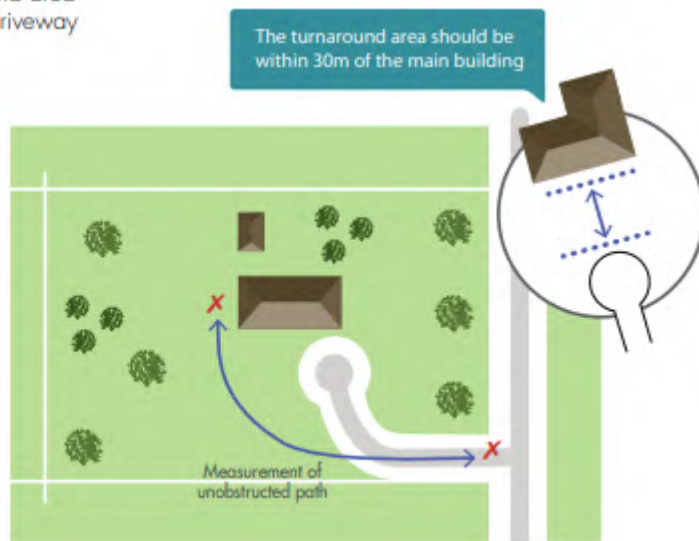 riveway
The turnaround area should be
within 30m of the main building
Measurement of
unobstructed path